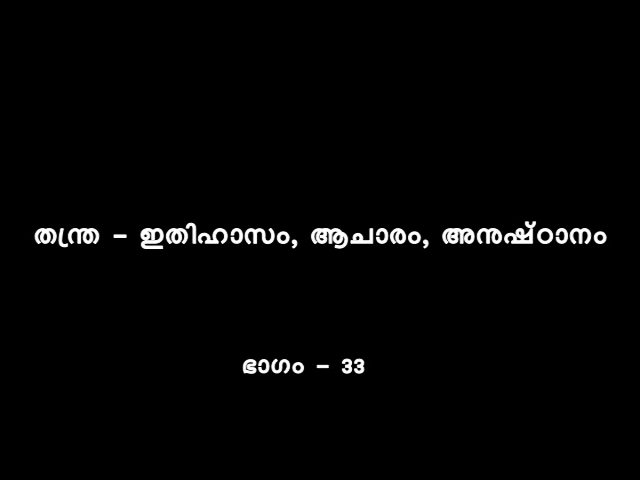 തന്ത്ര - ഇതിഹാസം, ആചാരം, അനുഷ്ഠാനം
ഭാഗം - 33